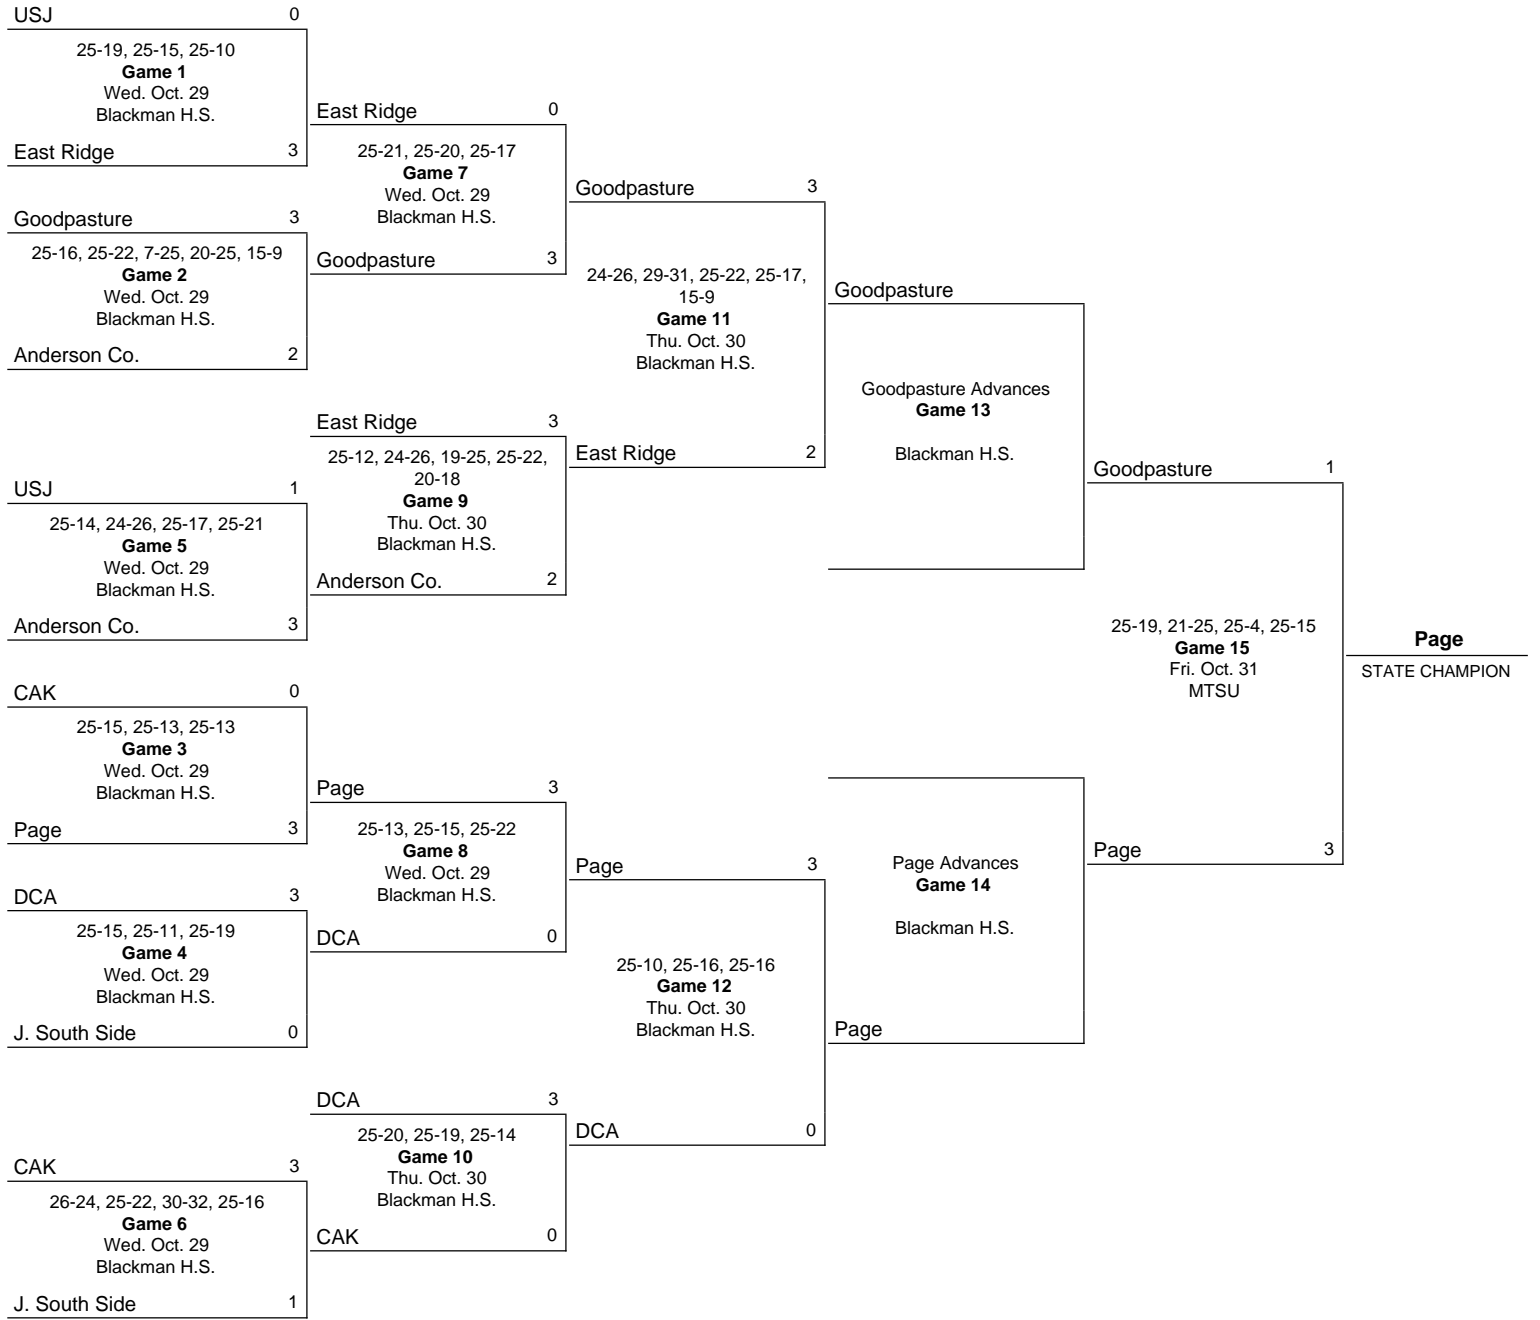 USJ 0
25-19, 25-15, 25-10
Game 1
Wed. Oct. 29
Blackman H.S.
East Ridge 3
Goodpasture 3
25-16, 25-22, 7-25, 20-25, 15-9
Game 2
Wed. Oct. 29
Blackman H.S.
Anderson Co. 2
USJ 1
25-14, 24-26, 25-17, 25-21
Game 5
Wed. Oct. 29
Blackman H.S.
Anderson Co. 3
CAK 0
25-15, 25-13, 25-13
Game 3
Wed. Oct. 29
Blackman H.S.
Page 3
DCA 3
25-15, 25-11, 25-19
Game 4
Wed. Oct. 29
Blackman H.S.
J. South Side 0
CAK 3
26-24, 25-22, 30-32, 25-16
Game 6
Wed. Oct. 29
Blackman H.S.
J. South Side 1
East Ridge 0
25-21, 25-20, 25-17
Game 7
Wed. Oct. 29
Blackman H.S.
Goodpasture 3
East Ridge 3
25-12, 24-26, 19-25, 25-22,
20-18
Game 9
Thu. Oct. 30
Blackman H.S.
Anderson Co. 2
Page 3
25-13, 25-15, 25-22
Game 8
Wed. Oct. 29
Blackman H.S.
DCA 0
DCA 3
25-20, 25-19, 25-14
Game 10
Thu. Oct. 30
Blackman H.S.
CAK 0
Goodpasture 3
24-26, 29-31, 25-22, 25-17,
15-9
Game 11
Thu. Oct. 30
Blackman H.S.
East Ridge 2
Page 3
25-10, 25-16, 25-16
Game 12
Thu. Oct. 30
Blackman H.S.
DCA 0
Goodpasture
Goodpasture Advances
Game 13
Blackman H.S.
Page Advances
Game 14
Blackman H.S.
Page
Goodpasture 1
25-19, 21-25, 25-4, 25-15
Game 15
Fri. Oct. 31
MTSU
Page 3
Page
STATE CHAMPION